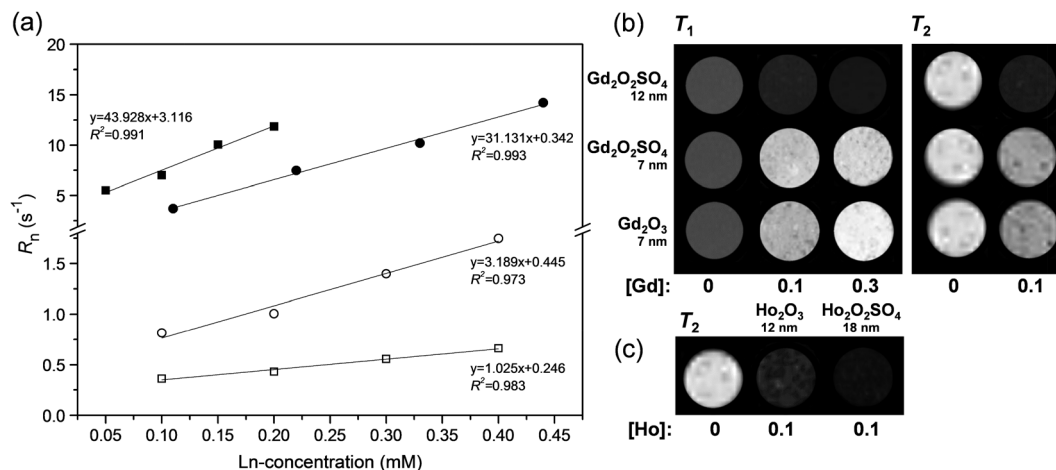 (a)
20
15
10
5
1.5
1.0
0.5
0.0
Rₙ (s⁻¹)
y=43.928x+3.116
R²=0.991
y=31.131x+0.342
R²=0.993
y=3.189x+0.445
R²=0.973
y=1.025x+0.246
R²=0.983
0.05 0.10 0.15 0.20 0.25 0.30 0.35 0.40 0.45
Ln-concentration (mM)
(b)
T₁
T₂
Gd₂O₂SO₄
12 nm
Gd₂O₂SO₄
7 nm
Gd₂O₃
7 nm
[Gd]: 0 0.1 0.3 0 0.1
(c)
T₂
Ho₂O₃ Ho₂O₂SO₄
12 nm 18 nm
[Ho]: 0 0.1 0.1